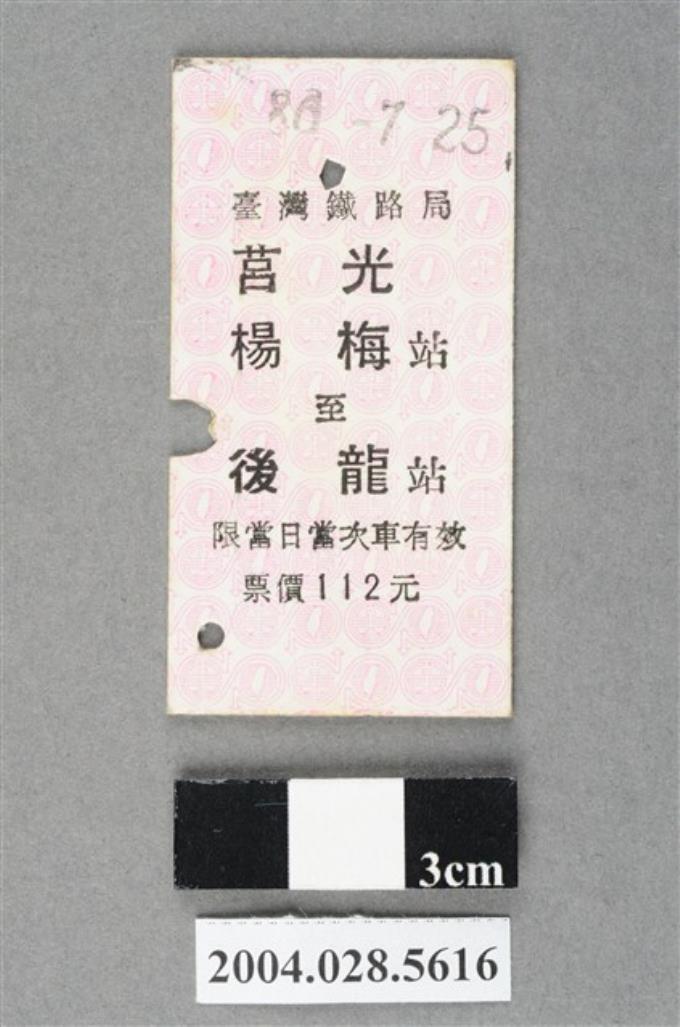 86 -7 25
臺灣鐵路局
莒光
楊梅站
至
後龍站
限當日當次車有效
票價112元
3cm
2004.028.5616